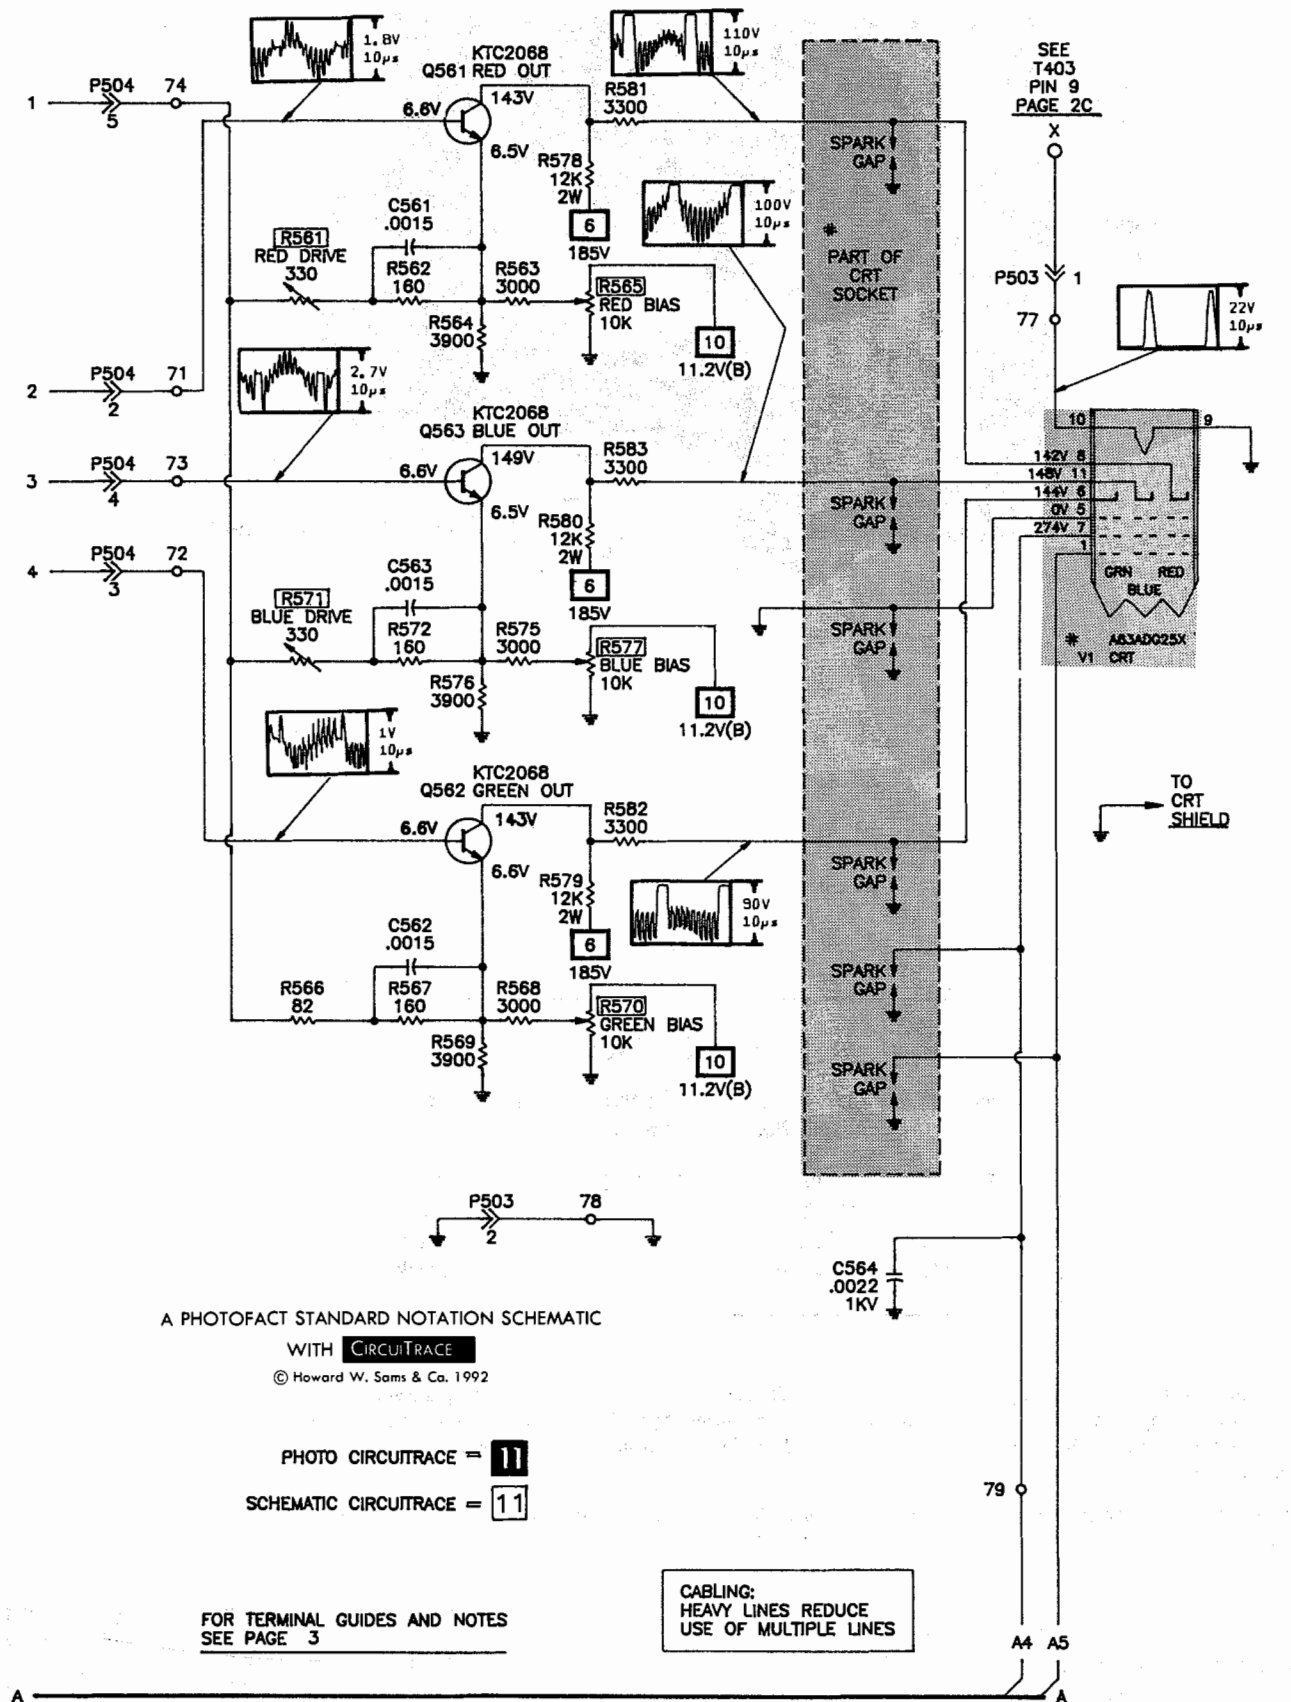 1.8V
10µs
KTC2068
Q561 RED OUT
110V
10µs
SEE
T403
PIN 9
PAGE 2C
X
1
P504
5
74
6.6V
143V
6.5V
R581
3300
SPARK
GAP
R578
12K
2W
6
185V
100V
10µs
C561
.0015
R561
RED DRIVE
330
R562
160
R563
3000
R565
RED BIAS
10K
R564
3900
10
11.2V(B)
*
PART OF
CRT
SOCKET
P503
1
77
22V
10µs
2
P504
2
71
2.7V
10µs
KTC2068
Q563 BLUE OUT
3
P504
4
73
6.6V
149V
6.5V
R583
3300
SPARK
GAP
R580
12K
2W
6
185V
10
9
142V 8
148V 11
144V 6
0V 5
274V 7
1
GRN
RED
BLUE
* A63ADG25X
V1 CRT
4
P504
3
72
C563
.0015
R571
BLUE DRIVE
330
R572
160
R575
3000
R577
BLUE BIAS
10K
R576
3900
10
11.2V(B)
SPARK
GAP
1V
10µs
KTC2068
Q562 GREEN OUT
6.6V
143V
6.6V
R582
3300
SPARK
GAP
TO
CRT
SHIELD
R579
12K
2W
6
185V
90V
10µs
C562
.0015
R566
82
R567
160
R568
3000
R570
GREEN BIAS
10K
R569
3900
10
11.2V(B)
SPARK
GAP
SPARK
GAP
P503
2
78
C564
.0022
1KV
A PHOTOFACT STANDARD NOTATION SCHEMATIC
WITH CIRCUITRACE
© Howard W. Sams & Co. 1992
PHOTO CIRCUITRACE = 11
SCHEMATIC CIRCUITRACE = 11
79
FOR TERMINAL GUIDES AND NOTES
SEE PAGE 3
CABLING:
HEAVY LINES REDUCE
USE OF MULTIPLE LINES
A4 A5
A
A